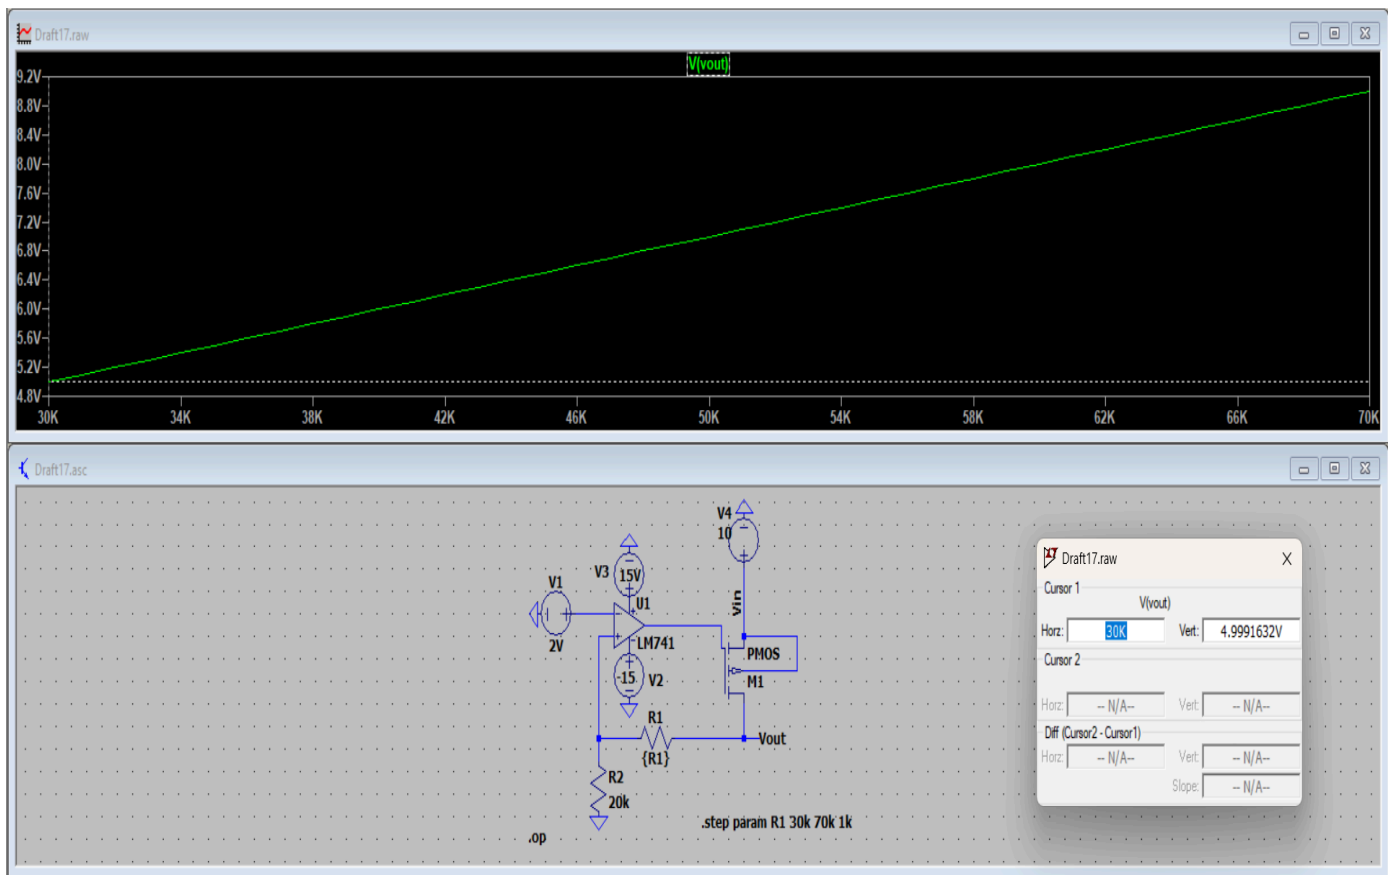 Draft17.raw
V(vout)
9.2V
8.8V
8.4V
8.0V
7.6V
7.2V
6.8V
6.4V
6.0V
5.6V
5.2V
4.8V
30K 34K 38K 42K 46K 50K 54K 58K 62K 66K 70K
Draft17.asc
V4
10
Vin
V3
15V
V1
2V
U1
LM741
-15
V2
PMOS
M1
R1
{R1}
Vout
R2
20k
.step param R1 30k 70k 1k
.op
Draft17.raw
Cursor 1
V(vout)
Horz: 30K Vert: 4.9991632V
Cursor 2
Horz: -- N/A-- Vert: -- N/A--
Diff (Cursor2 - Cursor1)
Horz: -- N/A-- Vert: -- N/A--
Slope: -- N/A--